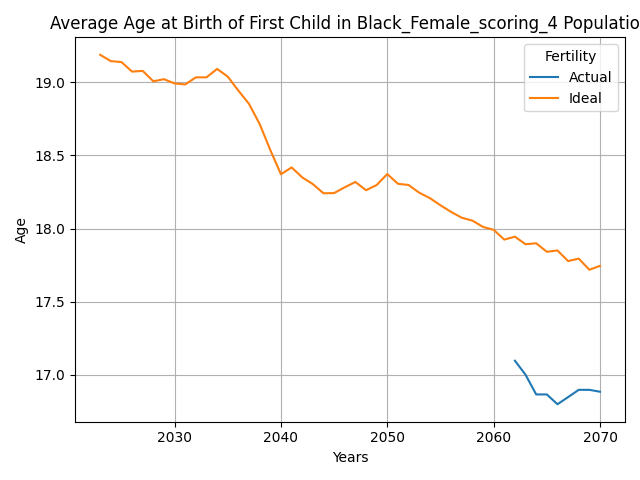 Average Age at Birth of First Child in Black_Female_scoring_4 Populatio
Fertility
Actual
Ideal
19.0
18.5
18.0
17.5
17.0
Age
2030 2040 2050 2060 2070
Years